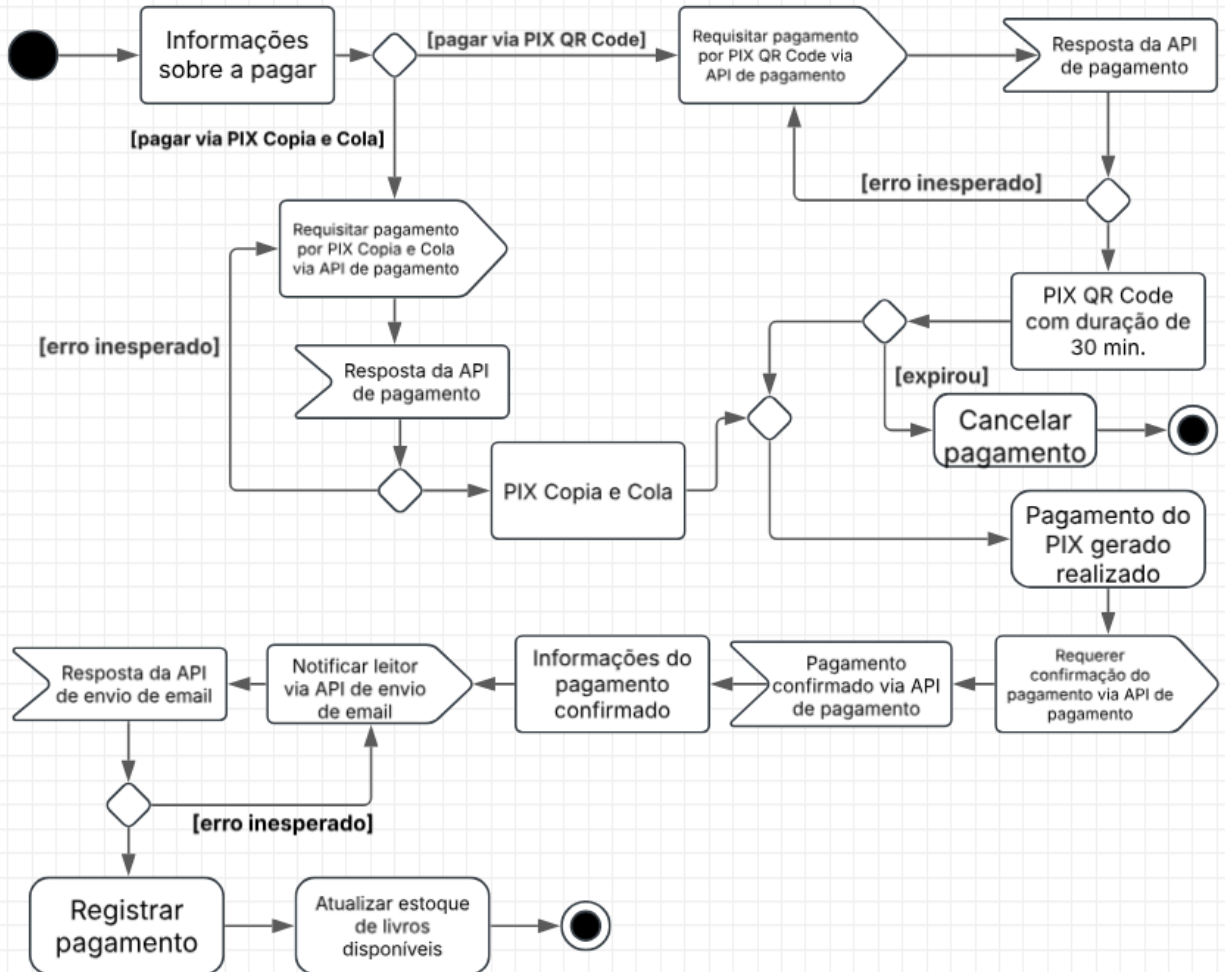 Informações
sobre a pagar
[pagar via PIX QR Code]
Requisitar pagamento
por PIX QR Code via
API de pagamento
Resposta da API
de pagamento
[pagar via PIX Copia e Cola]
[erro inesperado]
Requisitar pagamento
por PIX Copia e Cola
via API de pagamento
PIX QR Code
com duração de
30 min.
[erro inesperado]
Resposta da API
de pagamento
[expirou]
Cancelar
pagamento
PIX Copia e Cola
Pagamento do
PIX gerado
realizado
Resposta da API
de envio de email
Notificar leitor
via API de envio
de email
Informações do
pagamento
confirmado
Pagamento
confirmado via API
de pagamento
Requerer
confirmação do
pagamento via API de
pagamento
[erro inesperado]
Registrar
pagamento
Atualizar estoque
de livros
disponíveis